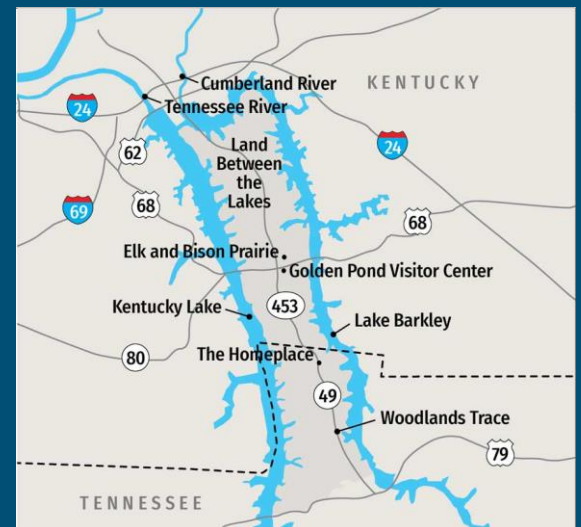 Cumberland River
KENTUCKY
Tennessee River
24
Land
Between
the
Lakes
62
24
69
68
68
Elk and Bison Prairie
Golden Pond Visitor Center
Kentucky Lake
453
Lake Barkley
80
The Homeplace
49
Woodlands Trace
79
TENNESSEE